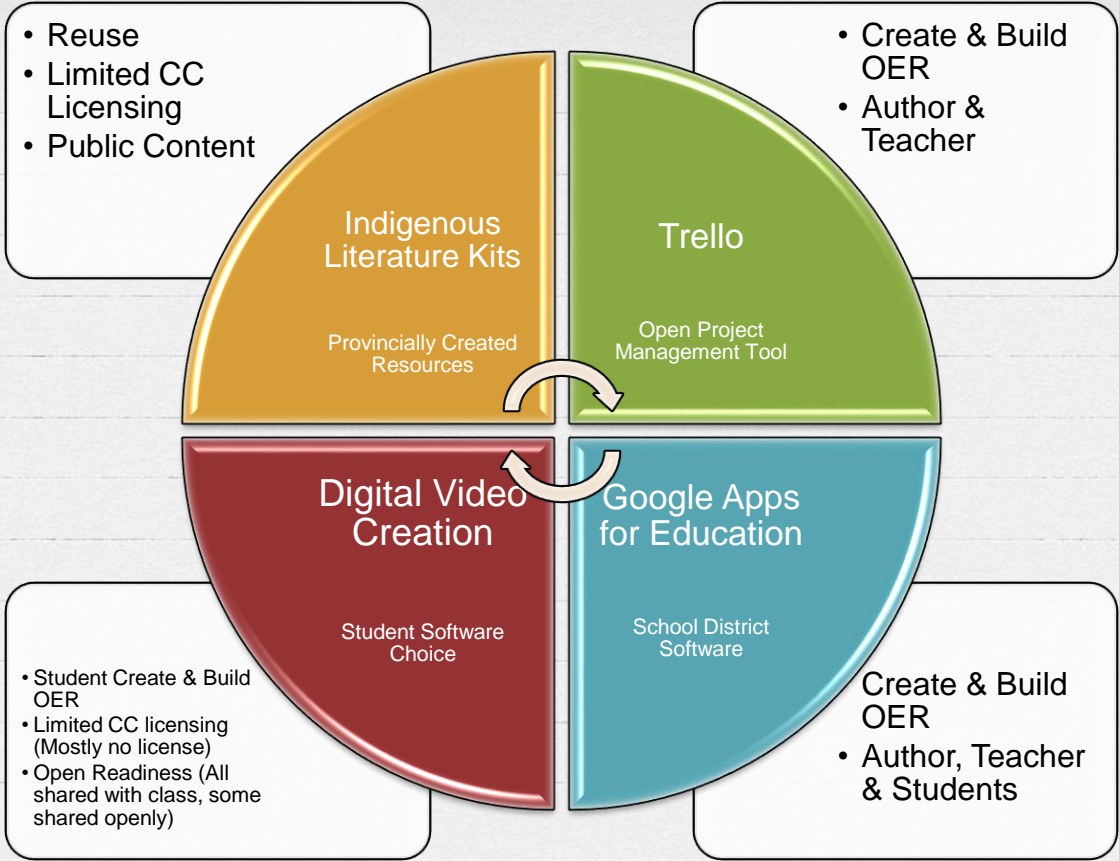 • Reuse
• Limited CC
Licensing
• Public Content
• Create & Build
OER
• Author &
Teacher
Indigenous
Literature Kits
Provincially Created
Resources
Trello
Open Project
Management Tool
Digital Video
Creation
Student Software
Choice
Google Apps
for Education
School District
Software
• Student Create & Build
OER
• Limited CC licensing
(Mostly no license)
• Open Readiness (All
shared with class, some
shared openly)
Create & Build
OER
• Author, Teacher
& Students